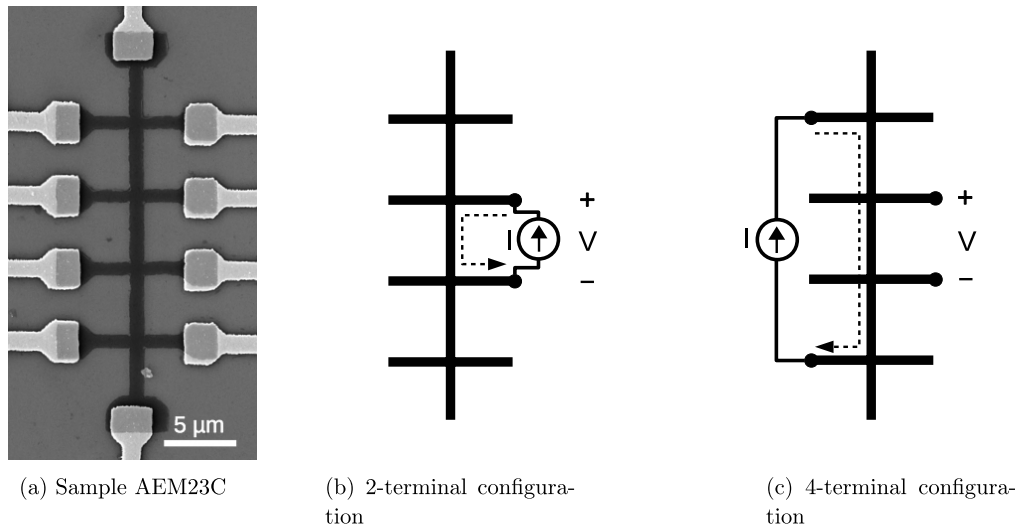 5 µm
I
+
V
−
I
+
V
−
(a) Sample AEM23C
(b) 2-terminal configura-
tion
(c) 4-terminal configura-
tion